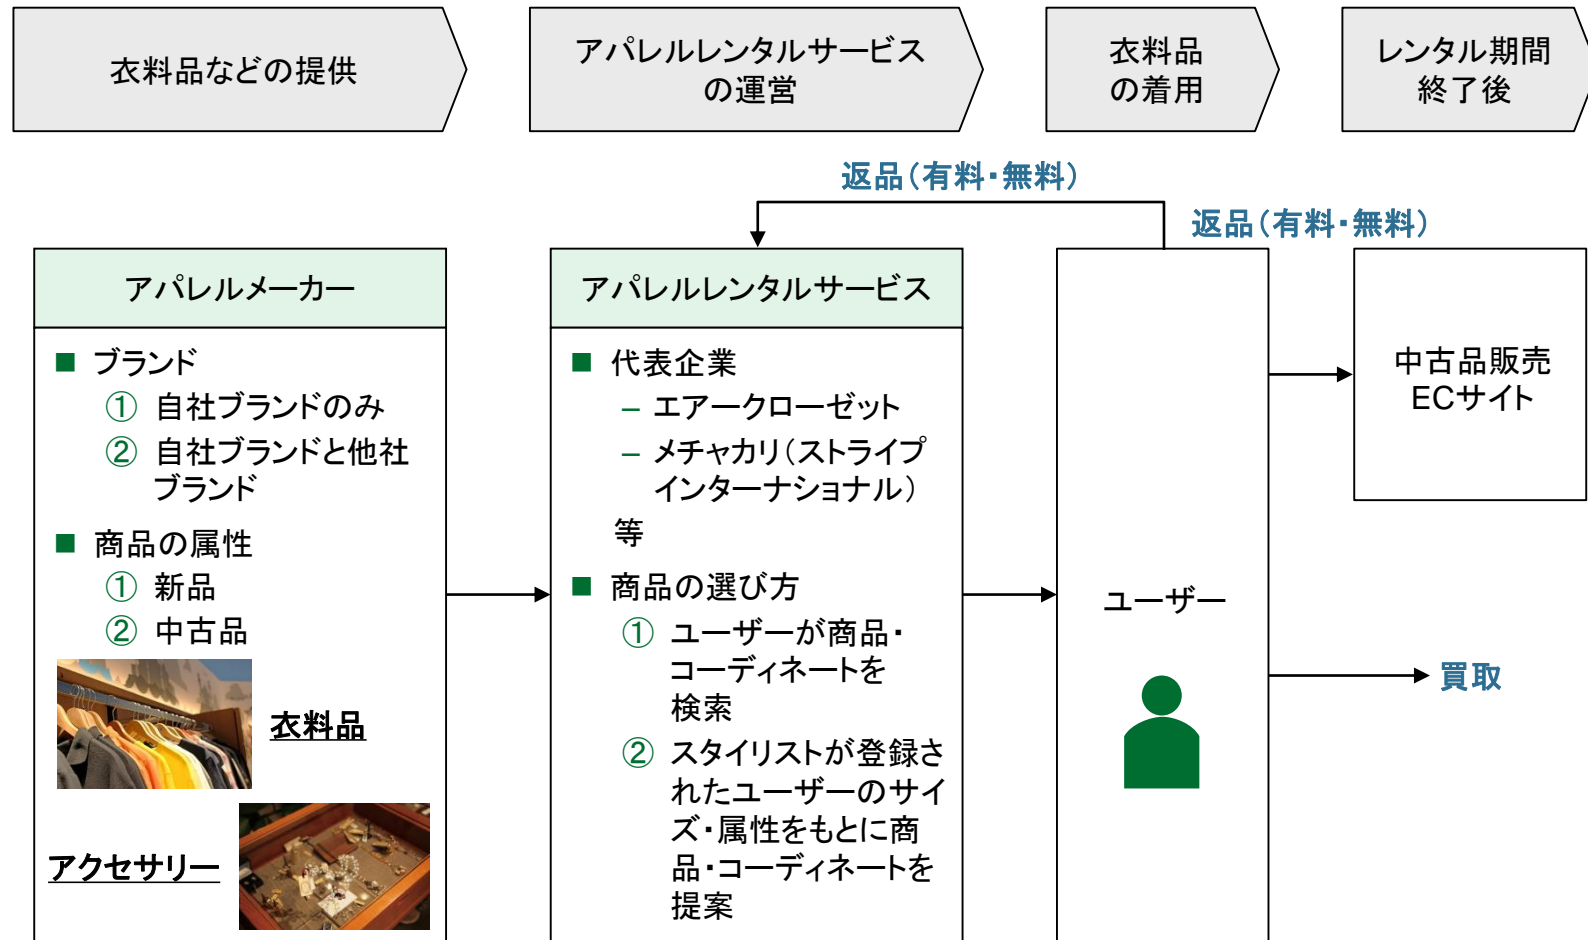 衣料品などの提供
アパレルレンタルサービス
の運営
衣料品
の着用
レンタル期間
終了後
返品(有料・無料)
返品(有料・無料)
アパレルメーカー
■ ブランド
① 自社ブランドのみ
② 自社ブランドと他社
ブランド
■ 商品の属性
① 新品
② 中古品
衣料品
アクセサリー
アパレルレンタルサービス
■ 代表企業
– エアークローゼット
– メチャカリ(ストライプ
インターナショナル)
等
■ 商品の選び方
① ユーザーが商品・
コーディネートを
検索
② スタイリストが登録さ
れたユーザーのサイ
ズ・属性をもとに商
品・コーディネートを
提案
ユーザー
中古品販売
ECサイト
買取